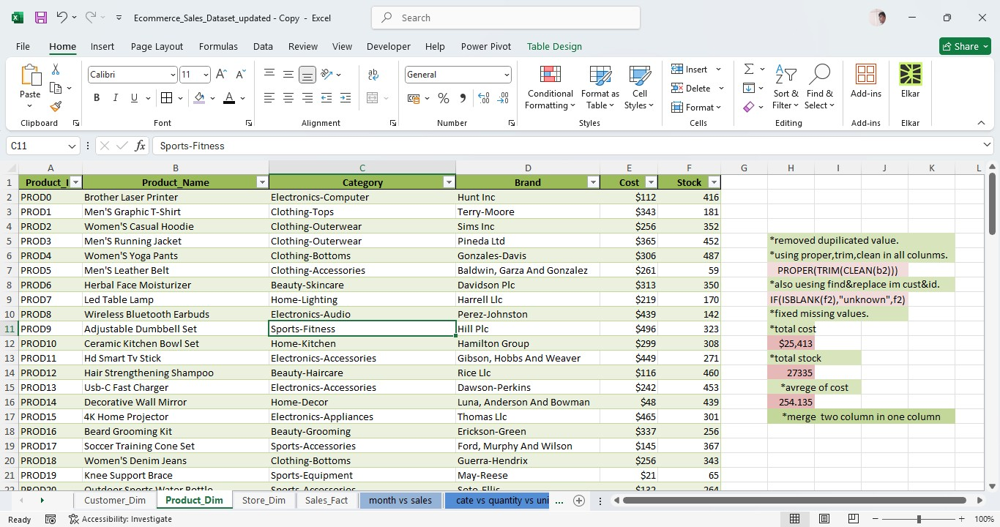 Ecommerce_Sales_Dataset_updated - Copy - Excel
Search
File Home Insert Page Layout Formulas Data Review View Developer Help Power Pivot Table Design Share
Paste
Calibri 11
General
Conditional Formatting
Format as Table
Cell Styles
Insert
Delete
Format
Sort & Filter
Find & Select
Add-ins
Elkar
Clipboard Font Alignment Number Styles Cells Editing Add-ins Elkar
C11 fx Sports-Fitness
A B C D E F G H I J K L
1 Product_I Product_Name Category Brand Cost Stock
2 PROD0 Brother Laser Printer Electronics-Computer Hunt Inc $112 416
3 PROD1 Men'S Graphic T-Shirt Clothing-Tops Terry-Moore $343 181
4 PROD2 Women'S Casual Hoodie Clothing-Outerwear Sims Inc $256 352
5 PROD3 Men'S Running Jacket Clothing-Outerwear Pineda Ltd $365 452 *removed dupilicated value.
6 PROD4 Women'S Yoga Pants Clothing-Bottoms Gonzales-Davis $306 487 *using proper,trim,clean in all colunms.
7 PROD5 Men'S Leather Belt Clothing-Accessories Baldwin, Garza And Gonzalez $261 59 PROPER(TRIM(CLEAN(b2)))
8 PROD6 Herbal Face Moisturizer Beauty-Skincare Davidson Plc $313 350 *also uesing find&replace im cust&id.
9 PROD7 Led Table Lamp Home-Lighting Harrell Llc $219 170 IF(ISBLANK(f2),"unknown",f2)
10 PROD8 Wireless Bluetooth Earbuds Electronics-Audio Perez-Johnston $439 142 *fixed missing values.
11 PROD9 Adjustable Dumbbell Set Sports-Fitness Hill Plc $496 323 *total cost
12 PROD10 Ceramic Kitchen Bowl Set Home-Kitchen Hamilton Group $299 308 $25,413
13 PROD11 Hd Smart Tv Stick Electronics-Accessories Gibson, Hobbs And Weaver $449 271 *total stock
14 PROD12 Hair Strengthening Shampoo Beauty-Haircare Rice Llc $116 460 27335
15 PROD13 Usb-C Fast Charger Electronics-Accessories Dawson-Perkins $242 453 *avrege of cost
16 PROD14 Decorative Wall Mirror Home-Decor Luna, Anderson And Bowman $48 439 254.135
17 PROD15 4K Home Projector Electronics-Appliances Thomas Llc $465 301 *merge two column in one column
18 PROD16 Beard Grooming Kit Beauty-Grooming Erickson-Green $337 256
19 PROD17 Soccer Training Cone Set Sports-Accessories Ford, Murphy And Wilson $145 367
20 PROD18 Women'S Denim Jeans Clothing-Bottoms Guerra-Hendrix $256 343
21 PROD19 Knee Support Brace Sports-Equipment May-Reese $21 65
22 PROD20 Outdoor Sports Water Bottle Sports-Accessories Soto-Ellis $132 264
Customer_Dim Product_Dim Store_Dim Sales_Fact month vs sales cate vs quantity vs uni ...
Ready Accessibility: Investigate 100%